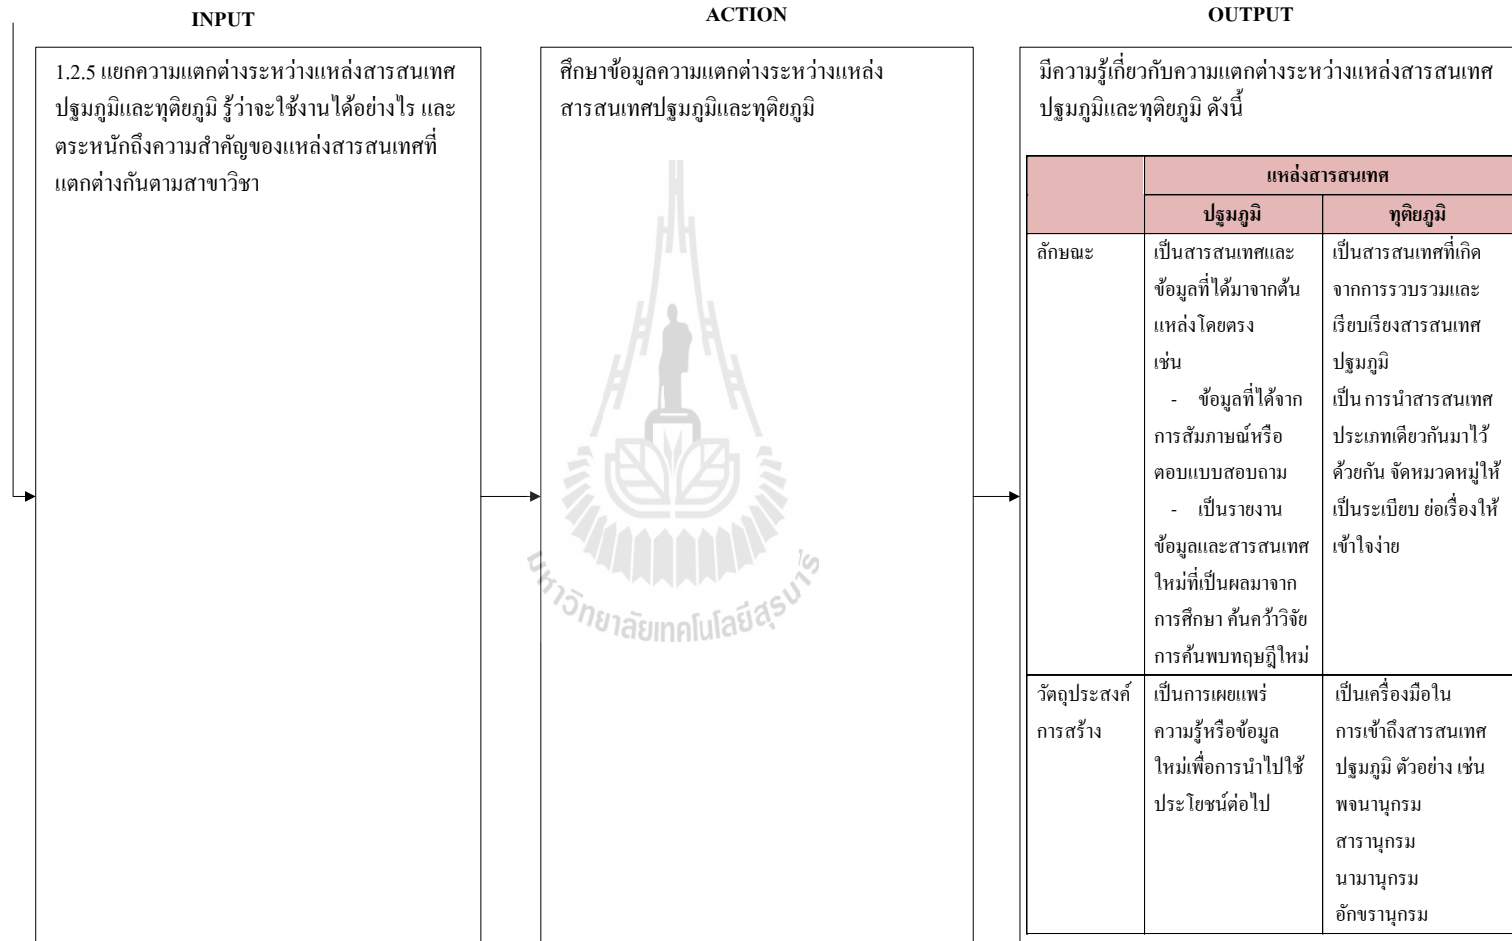 INPUT
ACTION
OUTPUT
1.2.5 แยกความแตกต่างระหว่างแหล่งสารสนเทศ
ปฐมภูมิและทุติยภูมิ รู้ว่าจะใช้งานได้อย่างไร และ
ตระหนักถึงความสำคัญของแหล่งสารสนเทศที่
แตกต่างกันตามสาขาวิชา
ศึกษาข้อมูลความแตกต่างระหว่างแหล่ง
สารสนเทศปฐมภูมิและทุติยภูมิ
มีความรู้เกี่ยวกับความแตกต่างระหว่างแหล่งสารสนเทศ
ปฐมภูมิและทุติยภูมิ ดังนี้
แหล่งสารสนเทศ
ปฐมภูมิ
ทุติยภูมิ
ลักษณะ
เป็นสารสนเทศและ
ข้อมูลที่ได้มาจากต้น
แหล่งโดยตรง
เช่น
- ข้อมูลที่ได้จาก
การสัมภาษณ์หรือ
ตอบแบบสอบถาม
- เป็นรายงาน
ข้อมูลและสารสนเทศ
ใหม่ที่เป็นผลมาจาก
การศึกษา ค้นคว้าวิจัย
การค้นพบทฤษฎีใหม่
เป็นสารสนเทศที่เกิด
จากการรวบรวมและ
เรียบเรียงสารสนเทศ
ปฐมภูมิ
เป็น การนำสารสนเทศ
ประเภทเดียวกันมาไว้
ด้วยกัน จัดหมวดหมู่ให้
เป็นระเบียบ ย่อเรื่องให้
เข้าใจง่าย
วัตถุประสงค์
การสร้าง
เป็นการเผยแพร่
ความรู้หรือข้อมูล
ใหม่เพื่อการนำไปใช้
ประโยชน์ต่อไป
เป็นเครื่องมือใน
การเข้าถึงสารสนเทศ
ปฐมภูมิ ตัวอย่าง เช่น
พจนานุกรม
สารานุกรม
นามานุกรม
อักขรานุกรม
มหาวิทยาลัยเทคโนโลยีสุรนารี